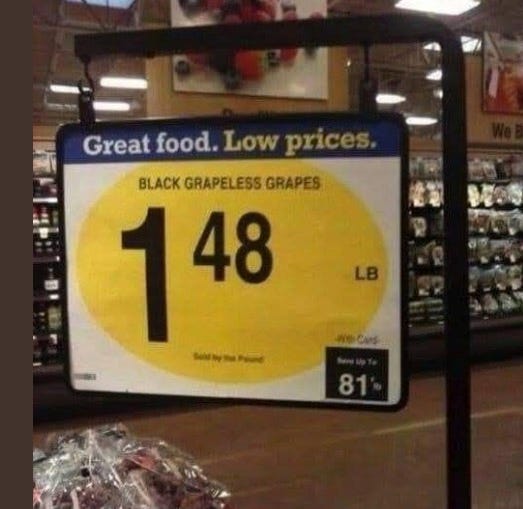 Great food. Low prices.
BLACK GRAPELESS GRAPES
1 48
LB
With Card
Sold by the Pound
Save Up To
81
We